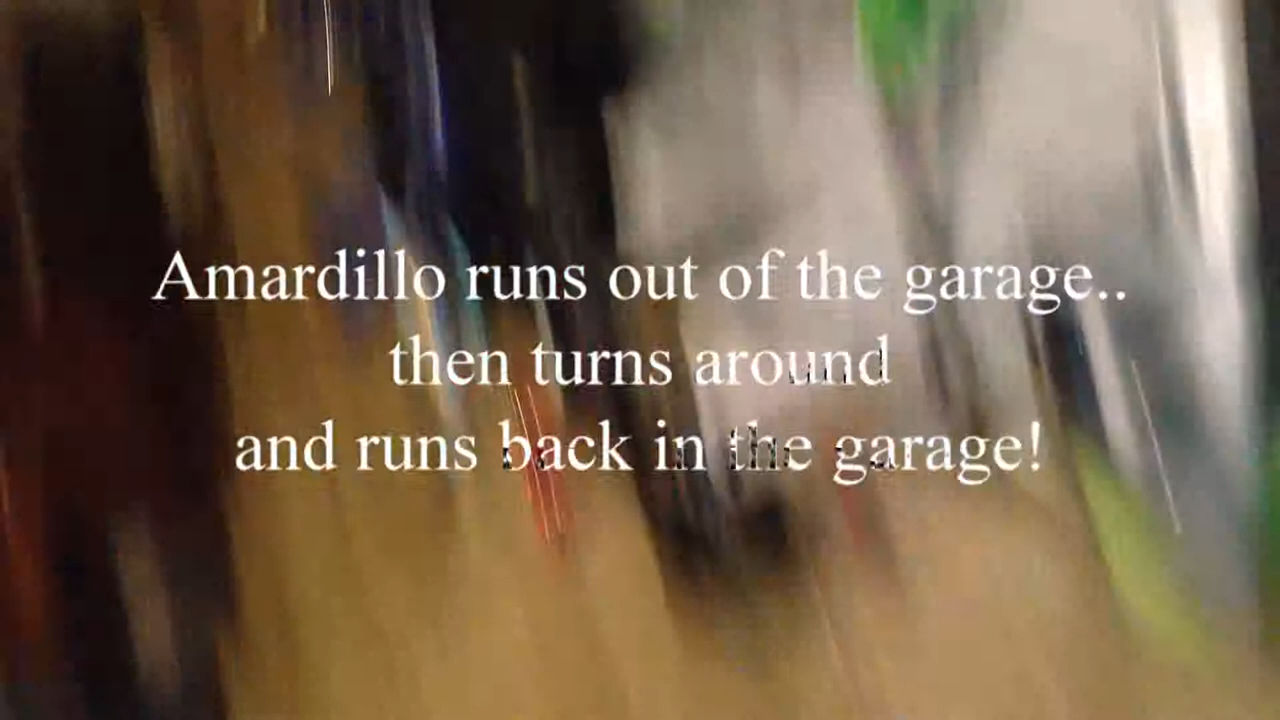 Amardillo runs out of the garage..
then turns around
and runs back in the garage!